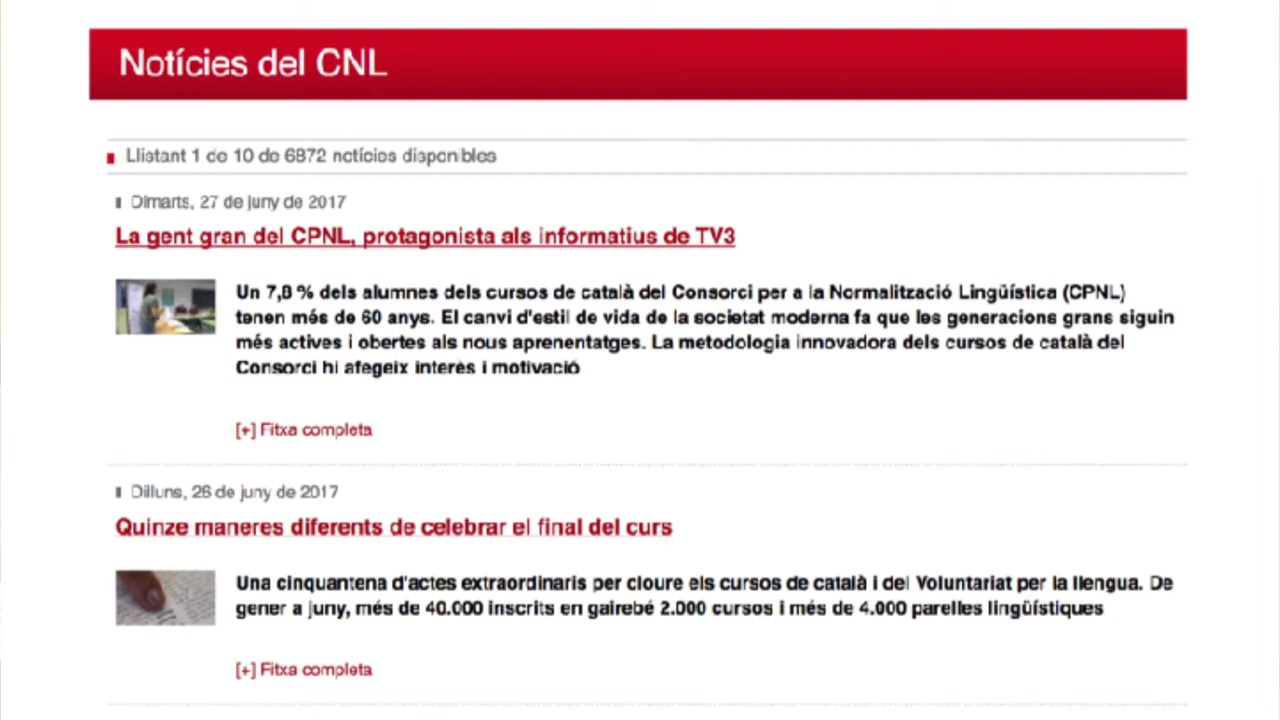 Notícies del CNL
Llistant 1 de 10 de 6872 notícies disponibles
Dimarts, 27 de juny de 2017
La gent gran del CPNL, protagonista als informatius de TV3
Un 7,8 % dels alumnes dels cursos de català del Consorci per a la Normalització Lingüística (CPNL)
tenen més de 60 anys. El canvi d'estil de vida de la societat moderna fa que les generacions grans siguin
més actives i obertes als nous aprenentatges. La metodologia innovadora dels cursos de català del
Consorci hi afegeix interès i motivació
[+] Fitxa completa
Dilluns, 26 de juny de 2017
Quinze maneres diferents de celebrar el final del curs
Una cinquantena d'actes extraordinaris per cloure els cursos de català i del Voluntariat per la llengua. De
gener a juny, més de 40.000 inscrits en gairebé 2.000 cursos i més de 4.000 parelles lingüístiques
[+] Fitxa completa